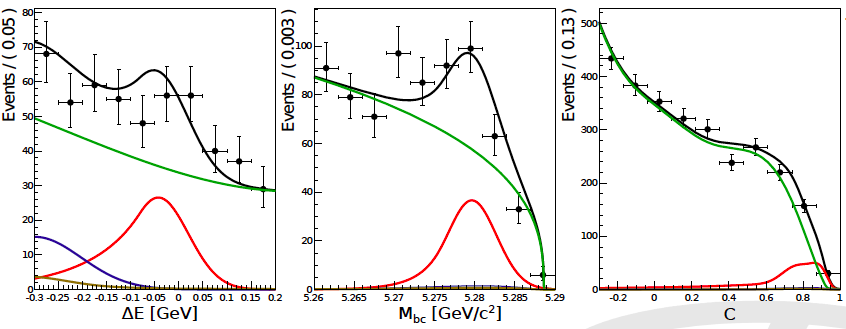 Events / ( 0.05 )
80
70
60
50
40
30
20
10
0
-0.3 -0.25 -0.2 -0.15 -0.1 -0.05 0 0.05 0.1 0.15 0.2
ΔE [GeV]
Events / ( 0.003 )
100
80
60
40
20
0
5.26 5.265 5.27 5.275 5.28 5.285 5.29
Mbc [GeV/c²]
Events / ( 0.13 )
500
400
300
200
100
0
-0.2 0 0.2 0.4 0.6 0.8 1
C